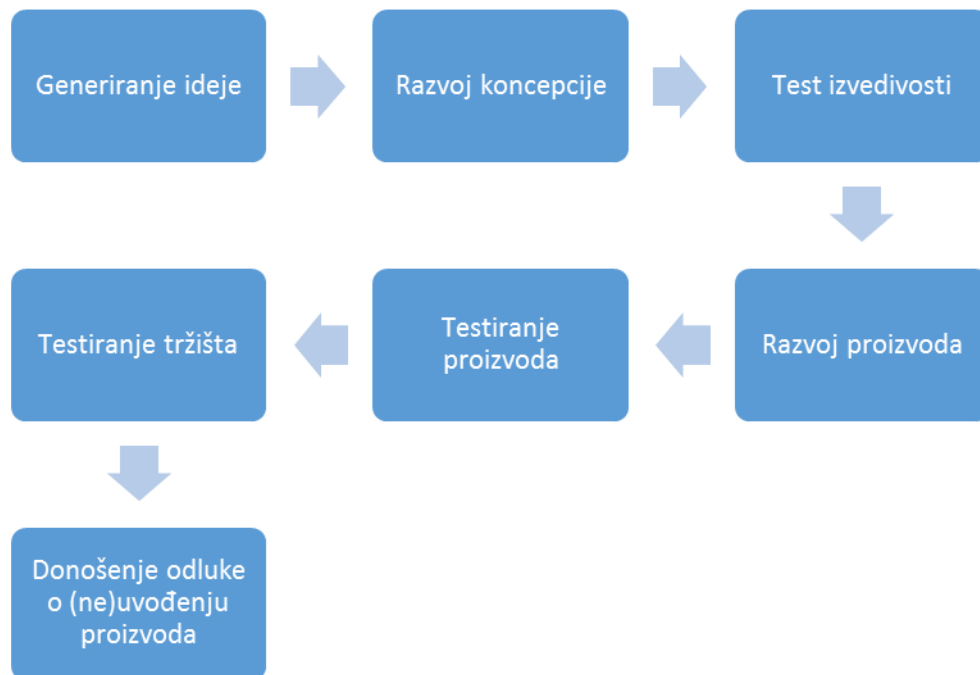 Generiranje ideje
Razvoj koncepcije
Test izvedivosti
Razvoj proizvoda
Testiranje
proizvoda
Testiranje tržišta
Donošenje odluke
o (ne)uvođenju
proizvoda